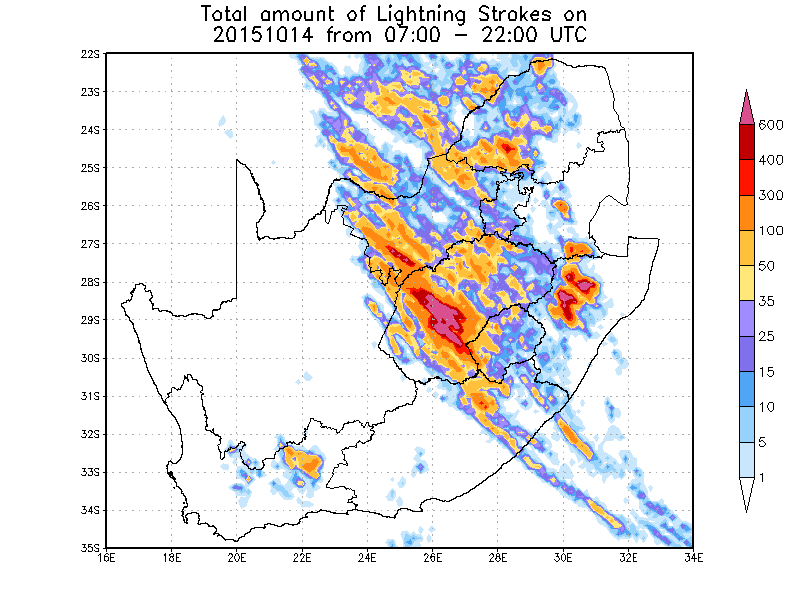 Total amount of Lightning Strokes on
20151014 from 07:00 – 22:00 UTC
22S
23S
24S
25S
26S
27S
28S
29S
30S
31S
32S
33S
34S
35S
16E 18E 20E 22E 24E 26E 28E 30E 32E 34E
600
400
300
100
50
35
25
15
10
5
1